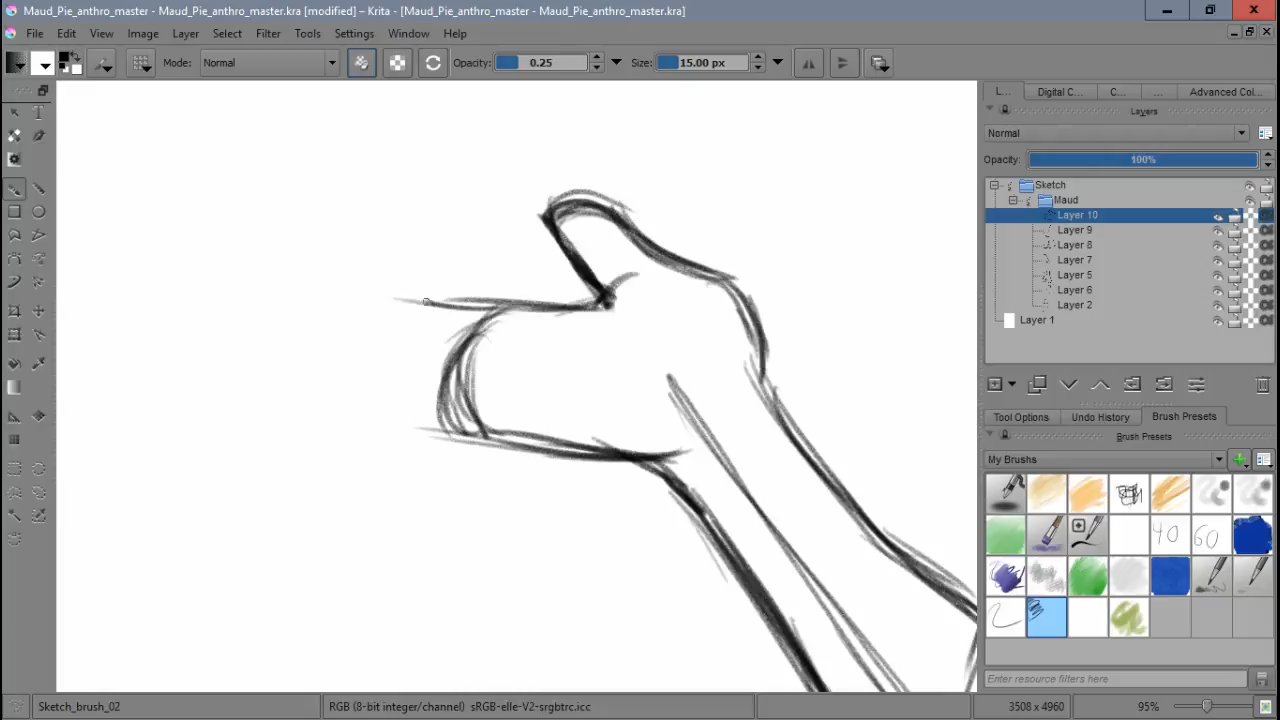 Maud_Pie_anthro_master - Maud_Pie_anthro_master.kra [modified] – Krita - [Maud_Pie_anthro_master - Maud_Pie_anthro_master.kra]
File Edit View Image Layer Select Filter Tools Settings Window Help
Mode: Normal Opacity: 0.25 Size: 15.00 px
L... Digital C... C... ... Advanced Col...
Layers
Normal
Opacity: 100%
Sketch
Maud
Layer 10
Layer 9
Layer 8
Layer 7
Layer 5
Layer 6
Layer 2
Layer 1
Tool Options Undo History Brush Presets
Brush Presets
My Brushes
40 60
Enter resource filters here
Sketch_brush_02 RGB (8-bit integer/channel) sRGB-elle-V2-srgbtrc.icc 3508 x 4960 95%